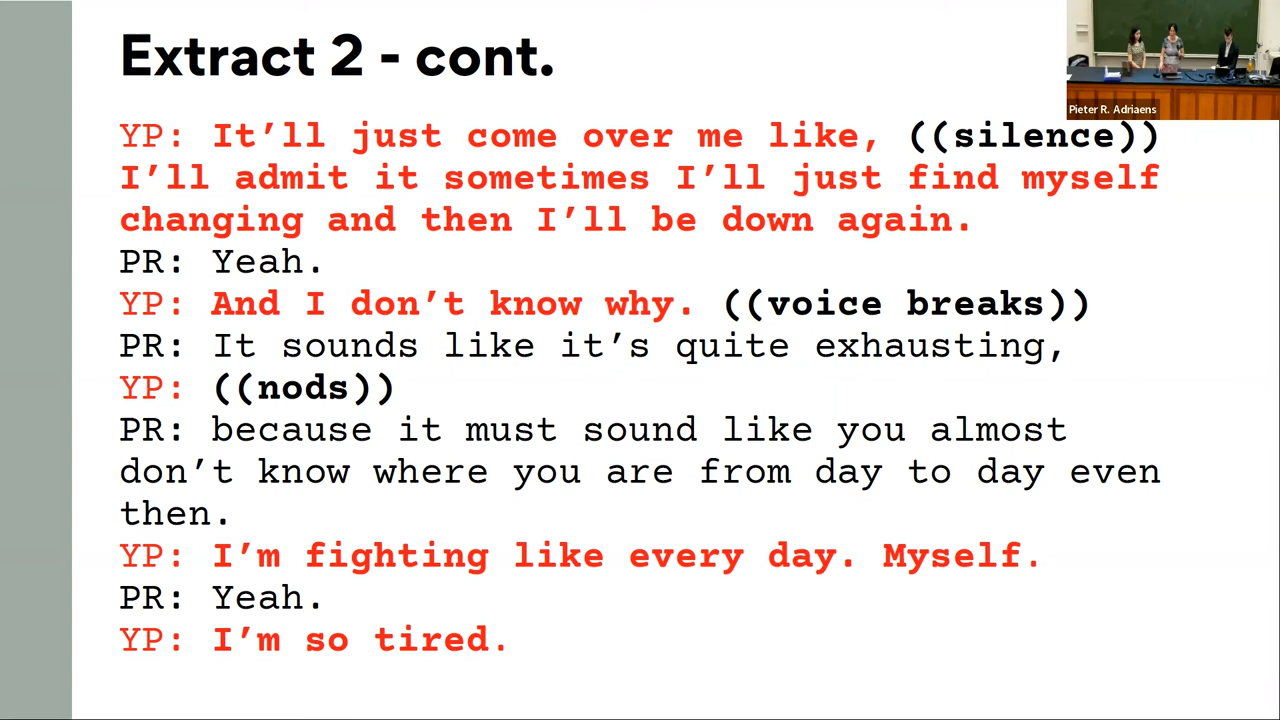 Extract 2 - cont.
Pieter R. Adriaens
YP: It’ll just come over me like, ((silence))
I’ll admit it sometimes I’ll just find myself
changing and then I’ll be down again.
PR: Yeah.
YP: And I don’t know why. ((voice breaks))
PR: It sounds like it’s quite exhausting,
YP: ((nods))
PR: because it must sound like you almost
don’t know where you are from day to day even
then.
YP: I’m fighting like every day. Myself.
PR: Yeah.
YP: I’m so tired.